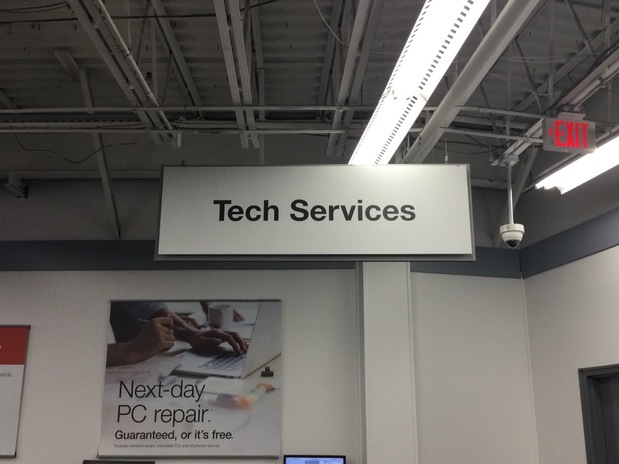 EXIT
Tech Services
Next-day
PC repair.
Guaranteed, or it's free.